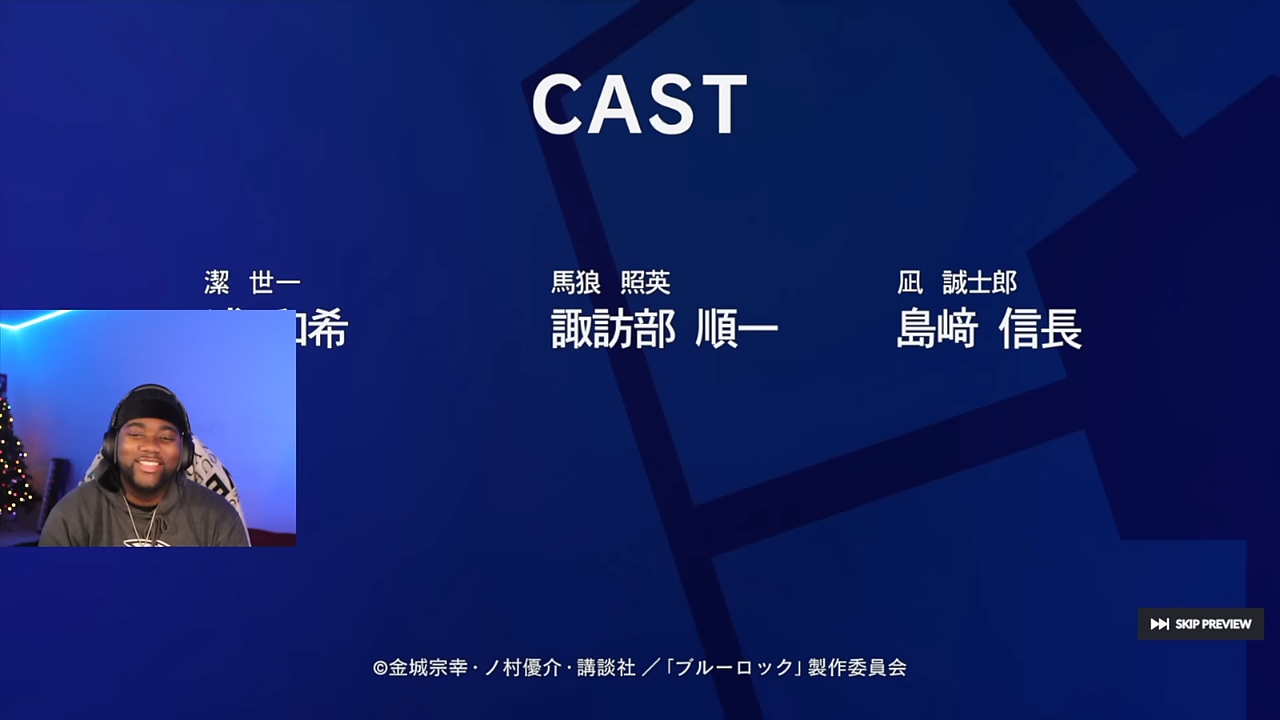 CAST
潔 世一 馬狼 照英 凪 誠士郎
和希 諏訪部 順一 島﨑 信長
SKIP PREVIEW
©金城宗幸・ノ村優介・講談社／「ブルーロック」製作委員会